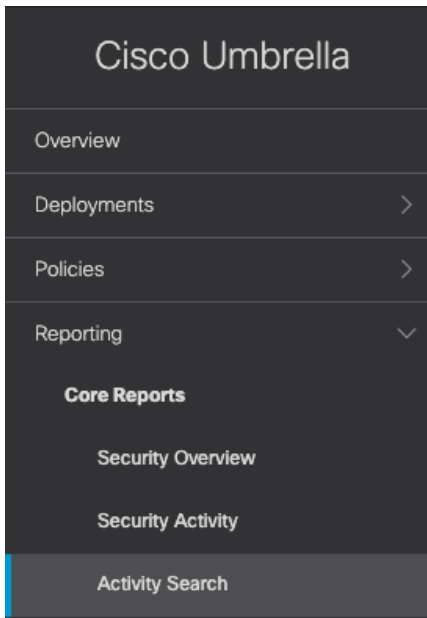 Cisco Umbrella
Overview
Deployments
Policies
Reporting
Core Reports
Security Overview
Security Activity
Activity Search